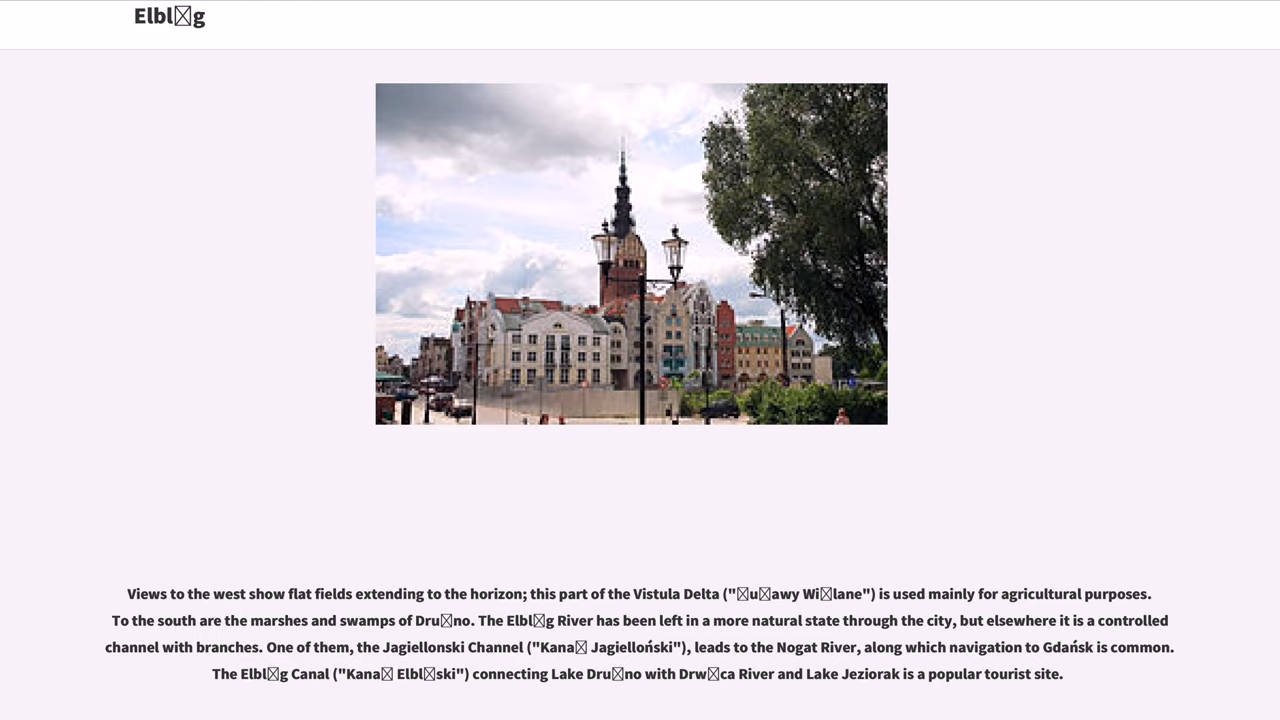 Elbl☒g
Views to the west show flat fields extending to the horizon; this part of the Vistula Delta ("☒u☒awy Wi☒lane") is used mainly for agricultural purposes.
To the south are the marshes and swamps of Dru☒no. The Elbl☒g River has been left in a more natural state through the city, but elsewhere it is a controlled
channel with branches. One of them, the Jagiellonski Channel ("Kana☒ Jagielloński"), leads to the Nogat River, along which navigation to Gdańsk is common.
The Elbl☒g Canal ("Kana☒ Elbl☒ski") connecting Lake Dru☒no with Drw☒ca River and Lake Jeziorak is a popular tourist site.